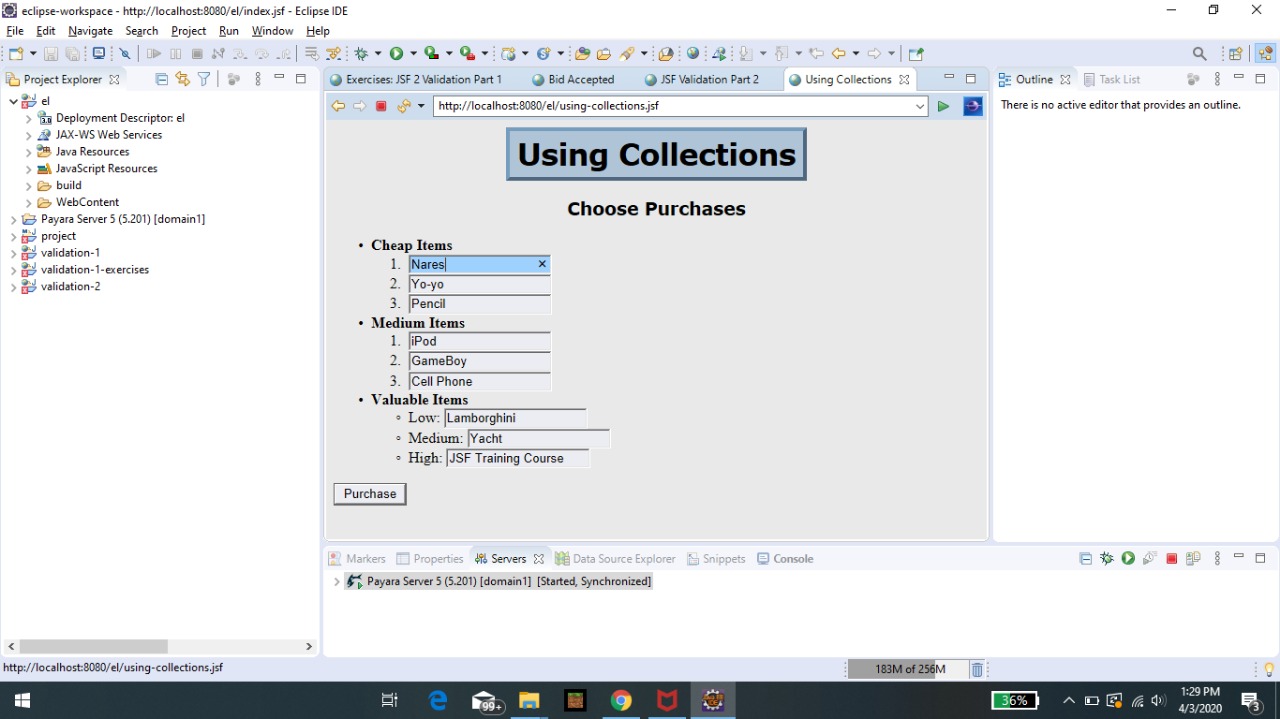 eclipse-workspace - http://localhost:8080/el/index.jsf - Eclipse IDE
File Edit Navigate Search Project Run Window Help
Project Explorer
el
Deployment Descriptor: el
JAX-WS Web Services
Java Resources
JavaScript Resources
build
WebContent
Payara Server 5 (5.201) [domain1]
project
validation-1
validation-1-exercises
validation-2
Exercises: JSF 2 Validation Part 1 Bid Accepted JSF Validation Part 2 Using Collections
http://localhost:8080/el/using-collections.jsf
Using Collections
Choose Purchases
• Cheap Items
1. Nares
2. Yo-yo
3. Pencil
• Medium Items
1. iPod
2. GameBoy
3. Cell Phone
• Valuable Items
Low: Lamborghini
Medium: Yacht
High: JSF Training Course
Purchase
Outline Task List
There is no active editor that provides an outline.
Markers Properties Servers Data Source Explorer Snippets Console
Payara Server 5 (5.201) [domain1] [Started, Synchronized]
http://localhost:8080/el/using-collections.jsf
183M of 256M
99+
36%
1:29 PM
4/3/2020
3